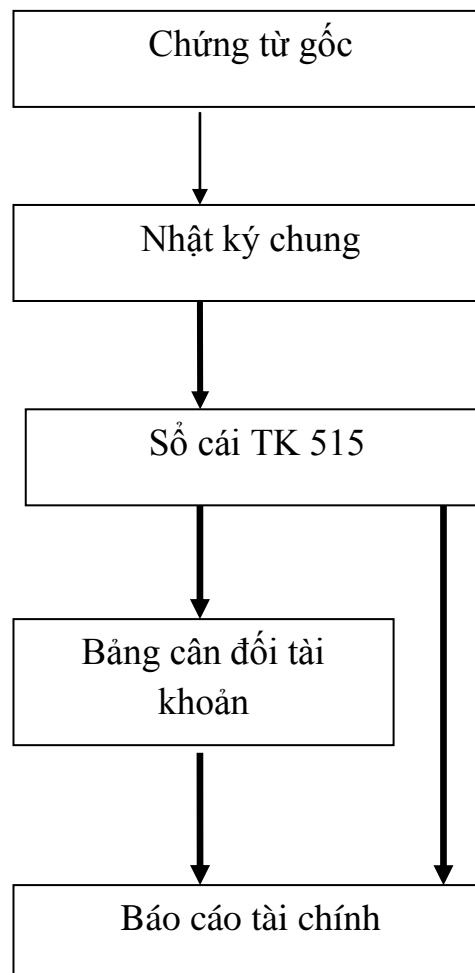 Chứng từ gốc
Nhật ký chung
Sổ cái TK 515
Bảng cân đối tài
khoản
Báo cáo tài chính